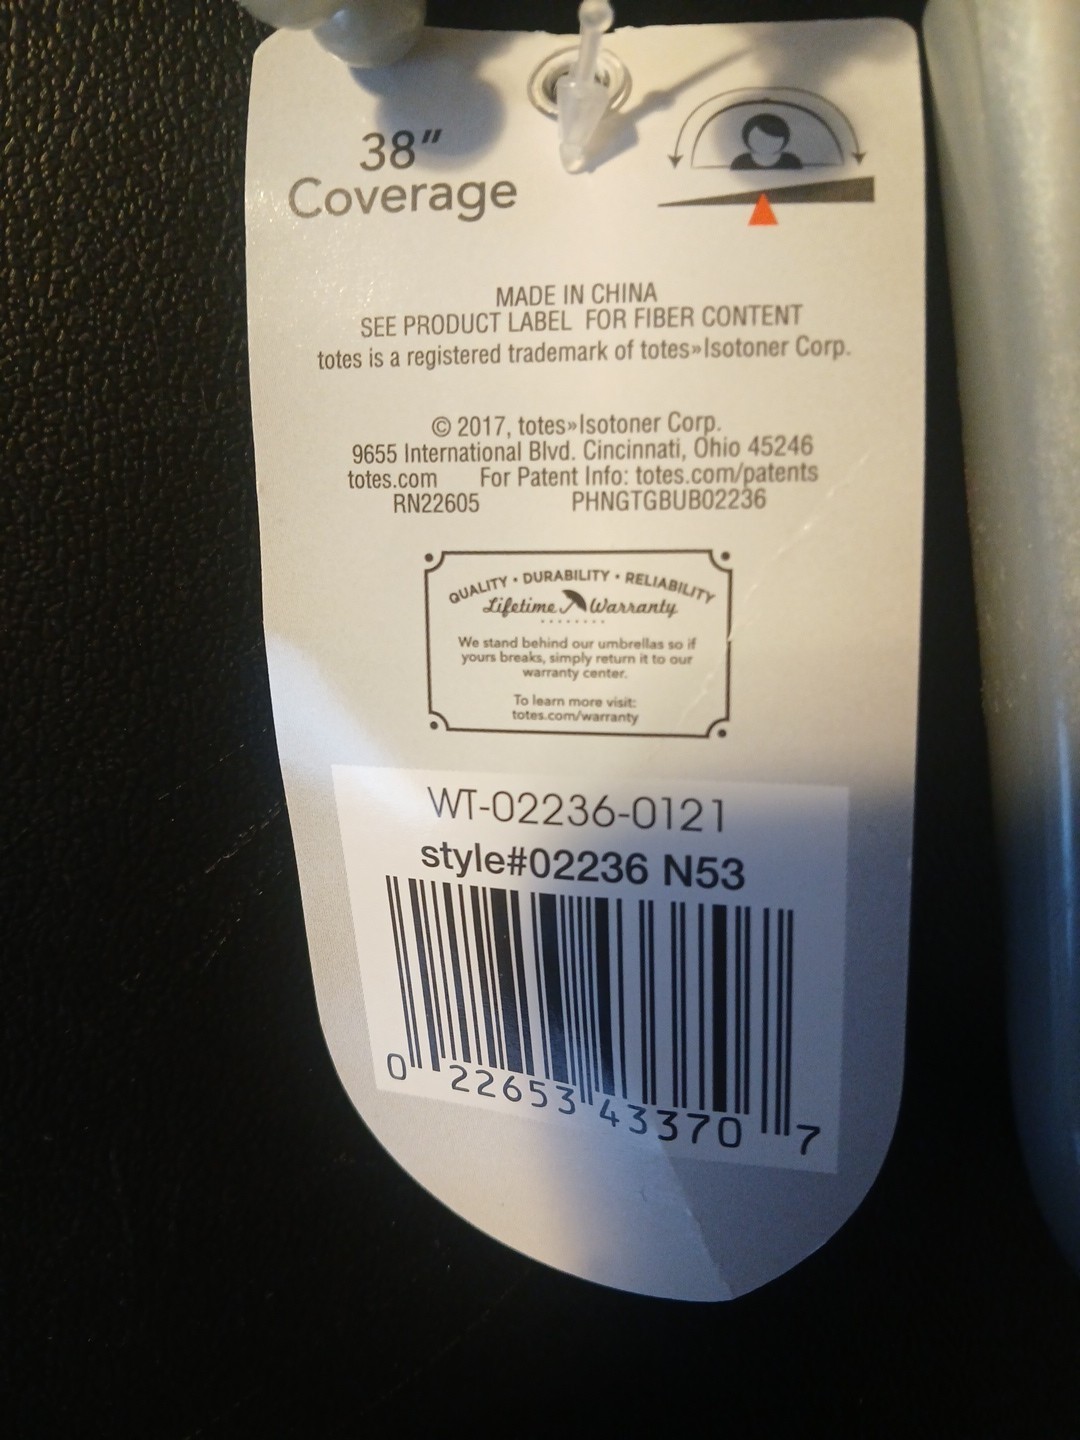 38"
Coverage
MADE IN CHINA
SEE PRODUCT LABEL FOR FIBER CONTENT
totes is a registered trademark of totes»Isotoner Corp.
© 2017, totes»Isotoner Corp.
9655 International Blvd. Cincinnati, Ohio 45246
totes.com For Patent Info: totes.com/patents
RN22605 PHNGTGBUB02236
QUALITY • DURABILITY • RELIABILITY
Lifetime Warranty
We stand behind our umbrellas so if
yours breaks, simply return it to our
warranty center.
To learn more visit:
totes.com/warranty
WT-02236-0121
style#02236 N53
0 22653 43370 7